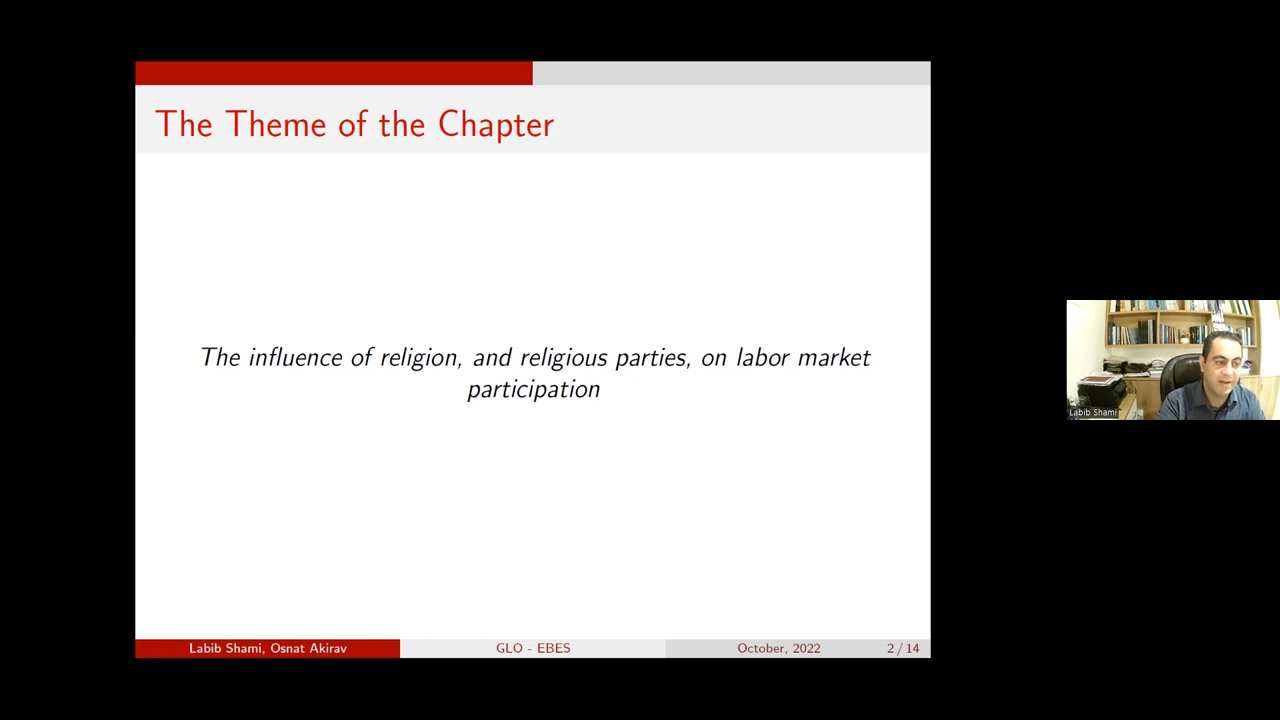 The Theme of the Chapter
The influence of religion, and religious parties, on labor market
participation
Labib Shami
Labib Shami, Osnat Akirav
GLO - EBES
October, 2022
2 / 14